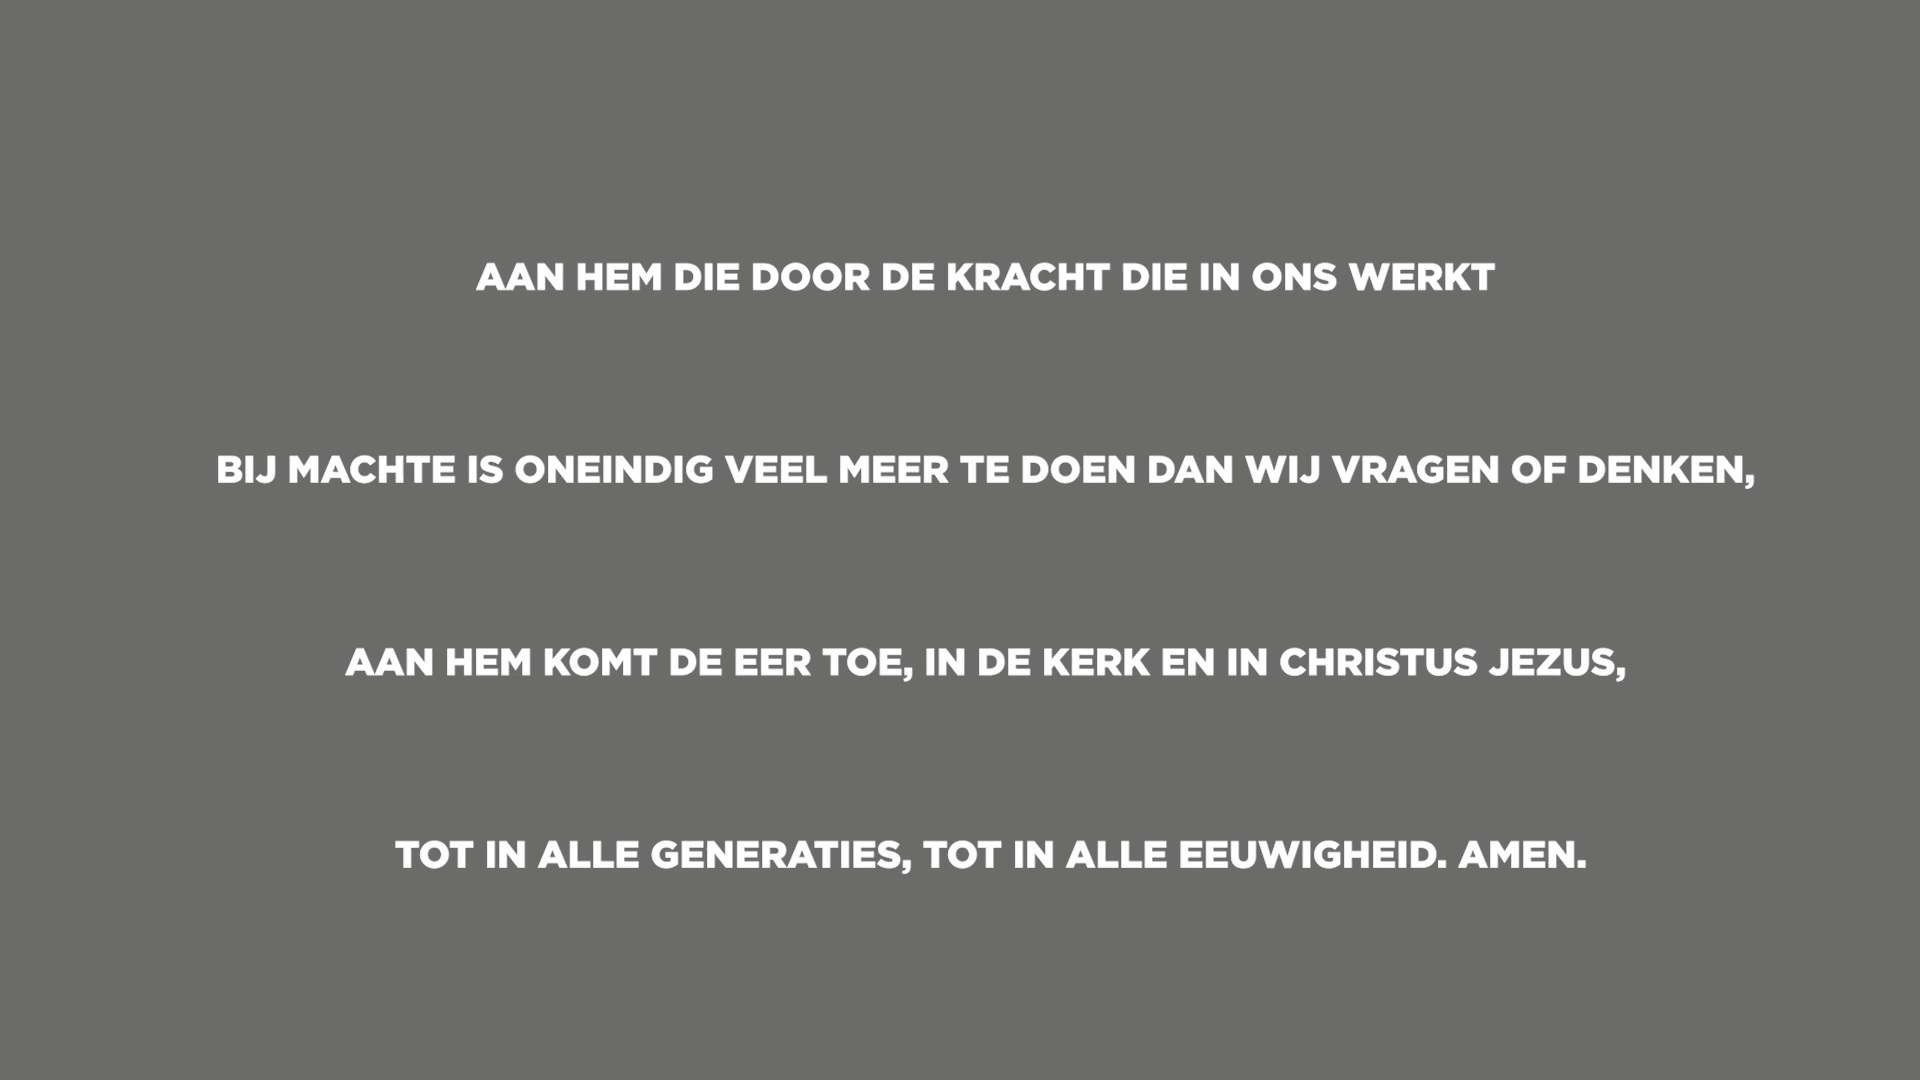 AAN HEM DIE DOOR DE KRACHT DIE IN ONS WERKT
BIJ MACHTE IS ONEINDIG VEEL MEER TE DOEN DAN WIJ VRAGEN OF DENKEN,
AAN HEM KOMT DE EER TOE, IN DE KERK EN IN CHRISTUS JEZUS,
TOT IN ALLE GENERATIES, TOT IN ALLE EEUWIGHEID. AMEN.